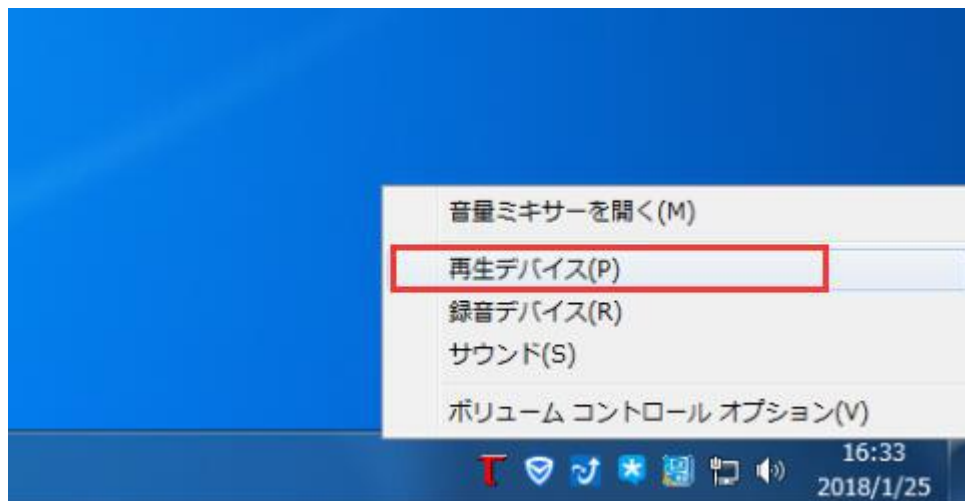 音量ミキサーを開く(M)
再生デバイス(P)
録音デバイス(R)
サウンド(S)
ボリューム コントロール オプション(V)
16:33
2018/1/25